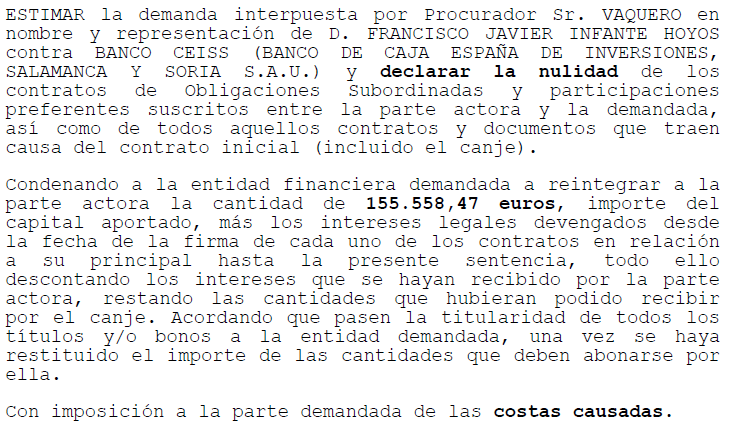 ESTIMAR la demanda interpuesta por Procurador Sr. VAQUERO en
nombre y representación de D. FRANCISCO JAVIER INFANTE HOYOS
contra BANCO CEISS (BANCO DE CAJA ESPAÑA DE INVERSIONES,
SALAMANCA Y SORIA S.A.U.) y declarar la nulidad de los
contratos de Obligaciones Subordinadas y participaciones
preferentes suscritos entre la parte actora y la demandada,
así como de todos aquellos contratos y documentos que traen
causa del contrato inicial (incluido el canje).
Condenando a la entidad financiera demandada a reintegrar a la
parte actora la cantidad de 155.558,47 euros, importe del
capital aportado, más los intereses legales devengados desde
la fecha de la firma de cada uno de los contratos en relación
a su principal hasta la presente sentencia, todo ello
descontando los intereses que se hayan recibido por la parte
actora, restando las cantidades que hubieran podido recibir
por el canje. Acordando que pasen la titularidad de todos los
títulos y/o bonos a la entidad demandada, una vez se haya
restituido el importe de las cantidades que deben abonarse por
ella.
Con imposición a la parte demandada de las costas causadas.